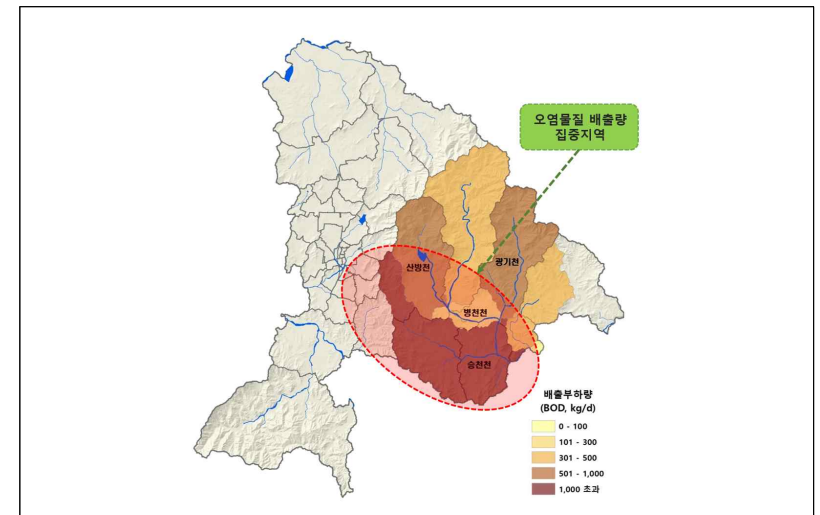 오염물질 배출량
집중지역
산방천
광기천
병천천
승천천
배출부하량
(BOD, kg/d)
0 - 100
101 - 300
301 - 500
501 - 1,000
1,000 초과